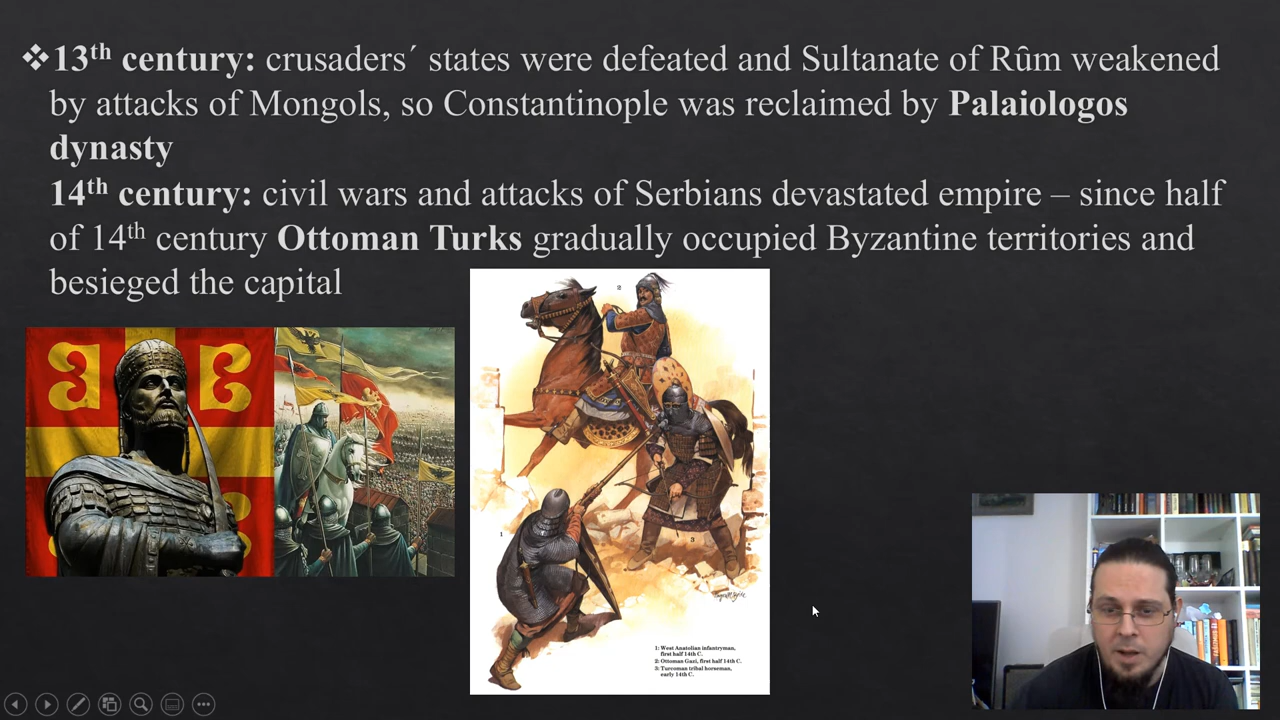 ❖13th century: crusaders´ states were defeated and Sultanate of Rûm weakened
by attacks of Mongols, so Constantinople was reclaimed by Palaiologos
dynasty
14th century: civil wars and attacks of Serbians devastated empire – since half
of 14th century Ottoman Turks gradually occupied Byzantine territories and
besieged the capital
2
1
3
1: West Anatolian infantryman,
first half 14th C.
2: Ottoman Gazi, first half 14th C.
3: Turcoman tribal horseman,
early 14th C.